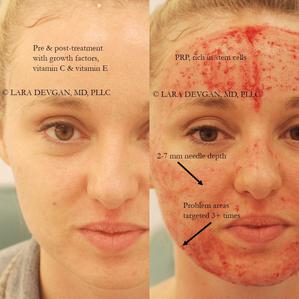 Pre & post-treatment
with growth factors,
vitamin C & vitamin E
© LARA DEVGAN, MD, PLLC
PRP, rich in stem cells
© LARA DEVGAN, MD, PLLC
2-7 mm needle depth
Problem areas
targeted 3+ times